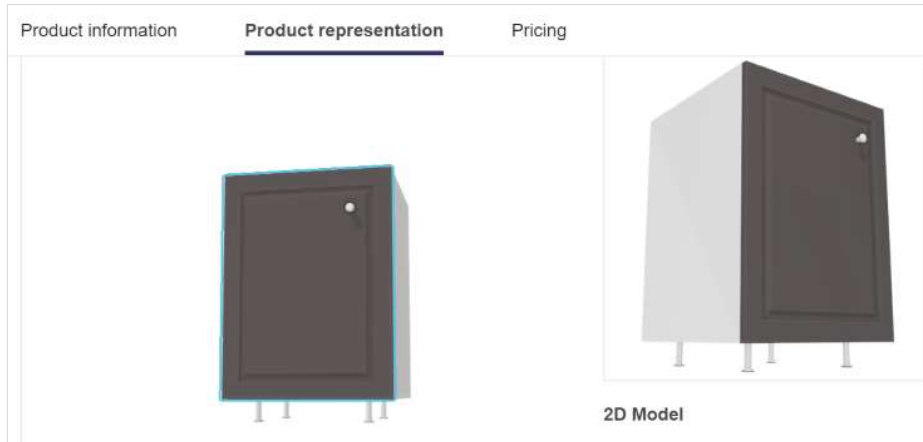 Product information
Product representation
Pricing
2D Model